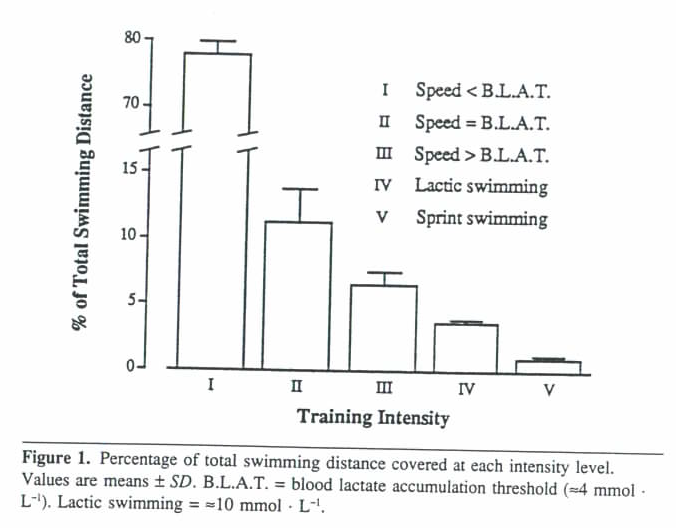 80
70
15
10
5
0
% of Total Swimming Distance
I Speed < B.L.A.T.
II Speed = B.L.A.T.
III Speed > B.L.A.T.
IV Lactic swimming
V Sprint swimming
I II III IV V
Training Intensity
Figure 1. Percentage of total swimming distance covered at each intensity level.
Values are means ± SD. B.L.A.T. = blood lactate accumulation threshold (≈4 mmol ·
L⁻¹). Lactic swimming = ≈10 mmol · L⁻¹.